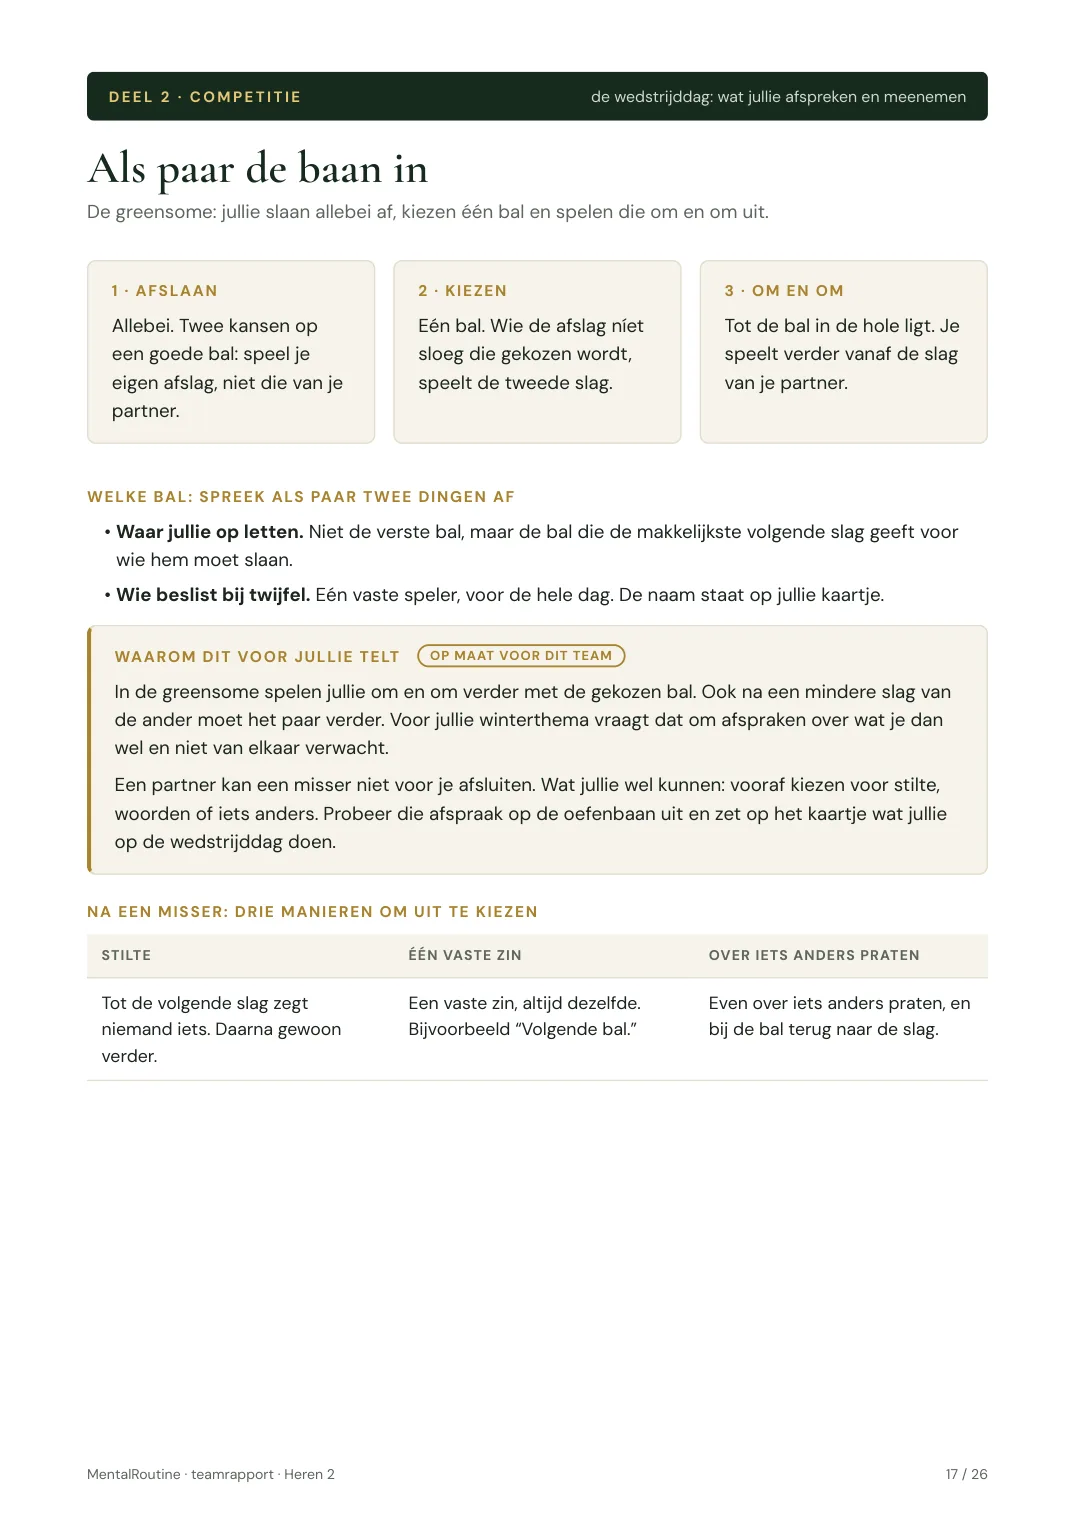 DEEL 2 · COMPETITIE
de wedstrijddag: wat jullie afspreken en meenemen
Als paar de baan in
De greensome: jullie slaan allebei af, kiezen één bal en spelen die om en om uit.
1 · AFSLAAN
Allebei. Twee kansen op
een goede bal: speel je
eigen afslag, niet die van je
partner.
2 · KIEZEN
Eén bal. Wie de afslag níet
sloeg die gekozen wordt,
speelt de tweede slag.
3 · OM EN OM
Tot de bal in de hole ligt. Je
speelt verder vanaf de slag
van je partner.
WELKE BAL: SPREEK ALS PAAR TWEE DINGEN AF
• Waar jullie op letten. Niet de verste bal, maar de bal die de makkelijkste volgende slag geeft voor
wie hem moet slaan.
• Wie beslist bij twijfel. Eén vaste speler, voor de hele dag. De naam staat op jullie kaartje.
WAAROM DIT VOOR JULLIE TELT OP MAAT VOOR DIT TEAM
In de greensome spelen jullie om en om verder met de gekozen bal. Ook na een mindere slag van
de ander moet het paar verder. Voor jullie winterthema vraagt dat om afspraken over wat je dan
wel en niet van elkaar verwacht.
Een partner kan een misser niet voor je afsluiten. Wat jullie wel kunnen: vooraf kiezen voor stilte,
woorden of iets anders. Probeer die afspraak op de oefenbaan uit en zet op het kaartje wat jullie
op de wedstrijddag doen.
NA EEN MISSER: DRIE MANIEREN OM UIT TE KIEZEN
STILTE
Tot de volgende slag zegt
niemand iets. Daarna gewoon
verder.
ÉÉN VASTE ZIN
Een vaste zin, altijd dezelfde.
Bijvoorbeeld “Volgende bal.”
OVER IETS ANDERS PRATEN
Even over iets anders praten, en
bij de bal terug naar de slag.
MentalRoutine · teamrapport · Heren 2
17 / 26